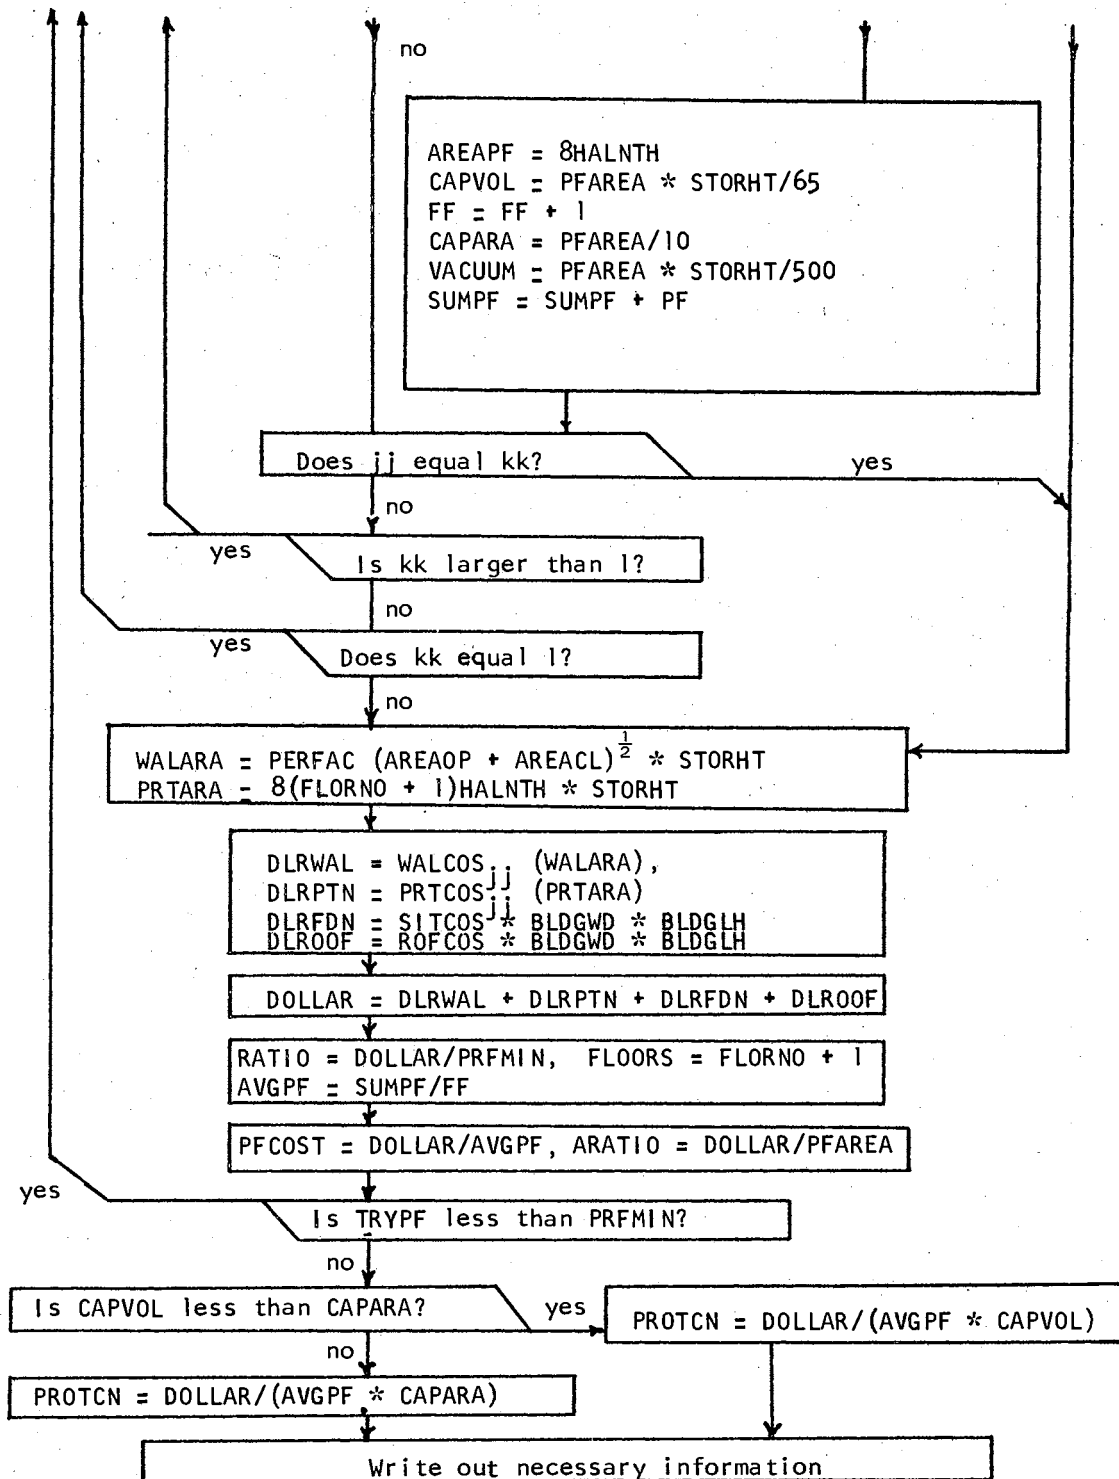 no
AREAPF = 8HALNTH
CAPVOL = PFAREA * STORHT/65
FF = FF + 1
CAPARA = PFAREA/10
VACUUM = PFAREA * STORHT/500
SUMPF = SUMPF + PF
Does jj equal kk?
yes
no
yes
Is kk larger than 1?
no
yes
Does kk equal 1?
no
WALARA = PERFAC (AREAOP + AREACL)^½ * STORHT
PRTARA = 8(FLORNO + 1)HALNTH * STORHT
DLRWAL = WALCOSjj (WALARA),
DLRPTN = PRTCOSjj (PRTARA)
DLRFDN = SITCOS * BLDGWD * BLDGLH
DLROOF = ROFCOS * BLDGWD * BLDGLH
DOLLAR = DLRWAL + DLRPTN + DLRFDN + DLROOF
RATIO = DOLLAR/PRFMIN, FLOORS = FLORNO + 1
AVGPF = SUMPF/FF
PFCOST = DOLLAR/AVGPF, ARATIO = DOLLAR/PFAREA
yes
Is TRYPF less than PRFMIN?
no
Is CAPVOL less than CAPARA?
yes
PROTCN = DOLLAR/(AVGPF * CAPVOL)
no
PROTCN = DOLLAR/(AVGPF * CAPARA)
Write out necessary information